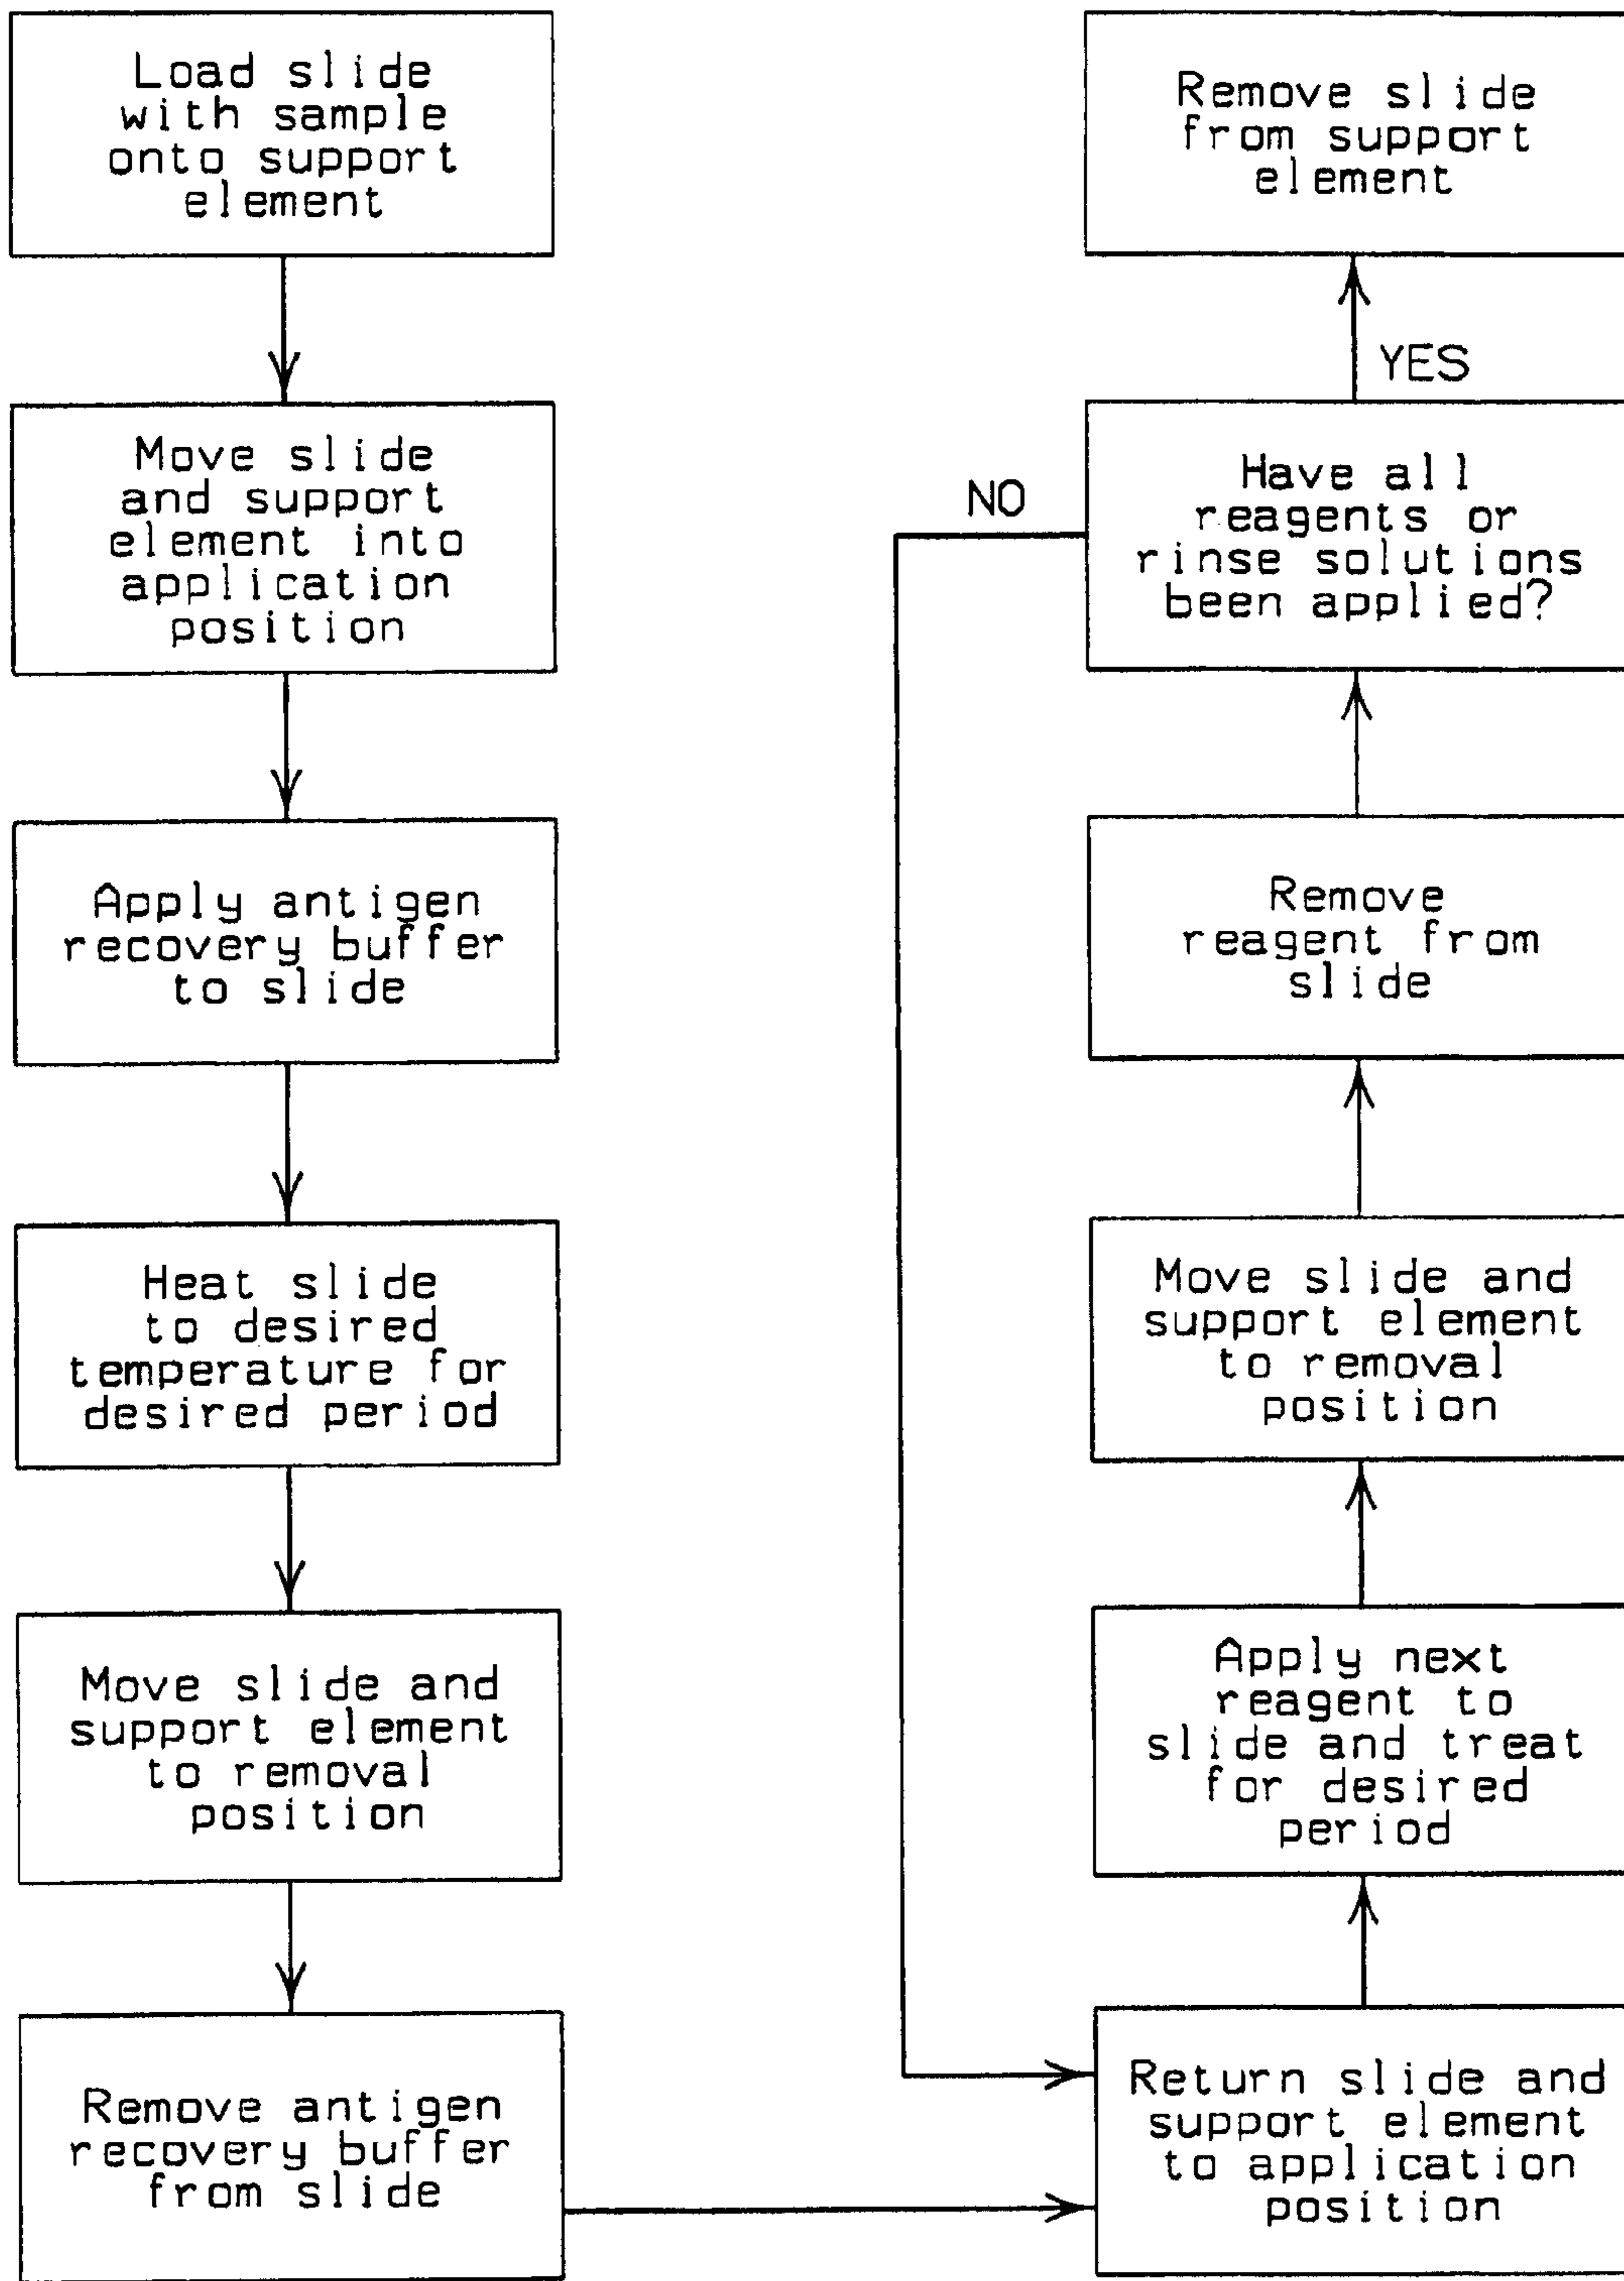 Load slide
with sample
onto support
element
Move slide
and support
element into
application
position
Apply antigen
recovery buffer
to slide
Heat slide
to desired
temperature for
desired period
Move slide and
support element
to removal
position
Remove antigen
recovery buffer
from slide
Remove slide
from support
element
YES
Have all
reagents or
rinse solutions
been applied?
NO
Remove
reagent from
slide
Move slide and
support element
to removal
position
Apply next
reagent to
slide and treat
for desired
period
Return slide and
support element
to application
position